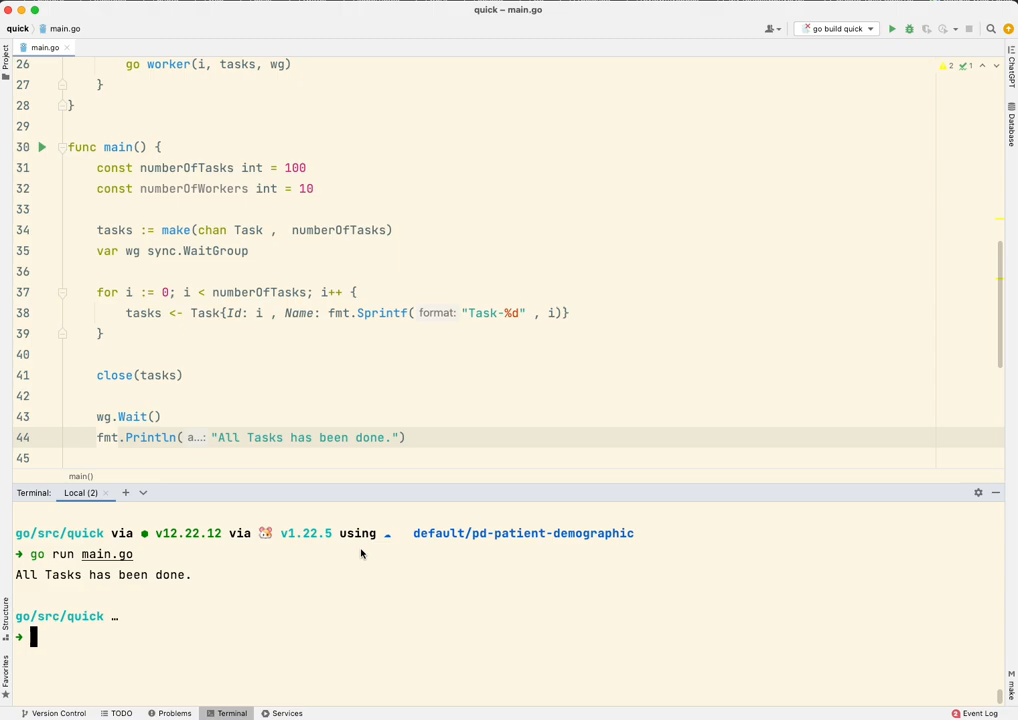 quick – main.go
quick main.go
go build quick
main.go
2 1
Project
ChatGPT
Database
26 go worker(i, tasks, wg)
27 }
28 }
29
30 func main() {
31 const numberOfTasks int = 100
32 const numberOfWorkers int = 10
33
34 tasks := make(chan Task , numberOfTasks)
35 var wg sync.WaitGroup
36
37 for i := 0; i < numberOfTasks; i++ {
38 tasks <- Task{Id: i , Name: fmt.Sprintf( format: "Task-%d" , i)}
39 }
40
41 close(tasks)
42
43 wg.Wait()
44 fmt.Println( a...: "All Tasks has been done.")
45
main()
Terminal: Local (2) +
go/src/quick via v12.22.12 via v1.22.5 using default/pd-patient-demographic
→ go run main.go
All Tasks has been done.
go/src/quick …
→
Structure
Favorites
make
Version Control TODO Problems Terminal Services 2 Event Log